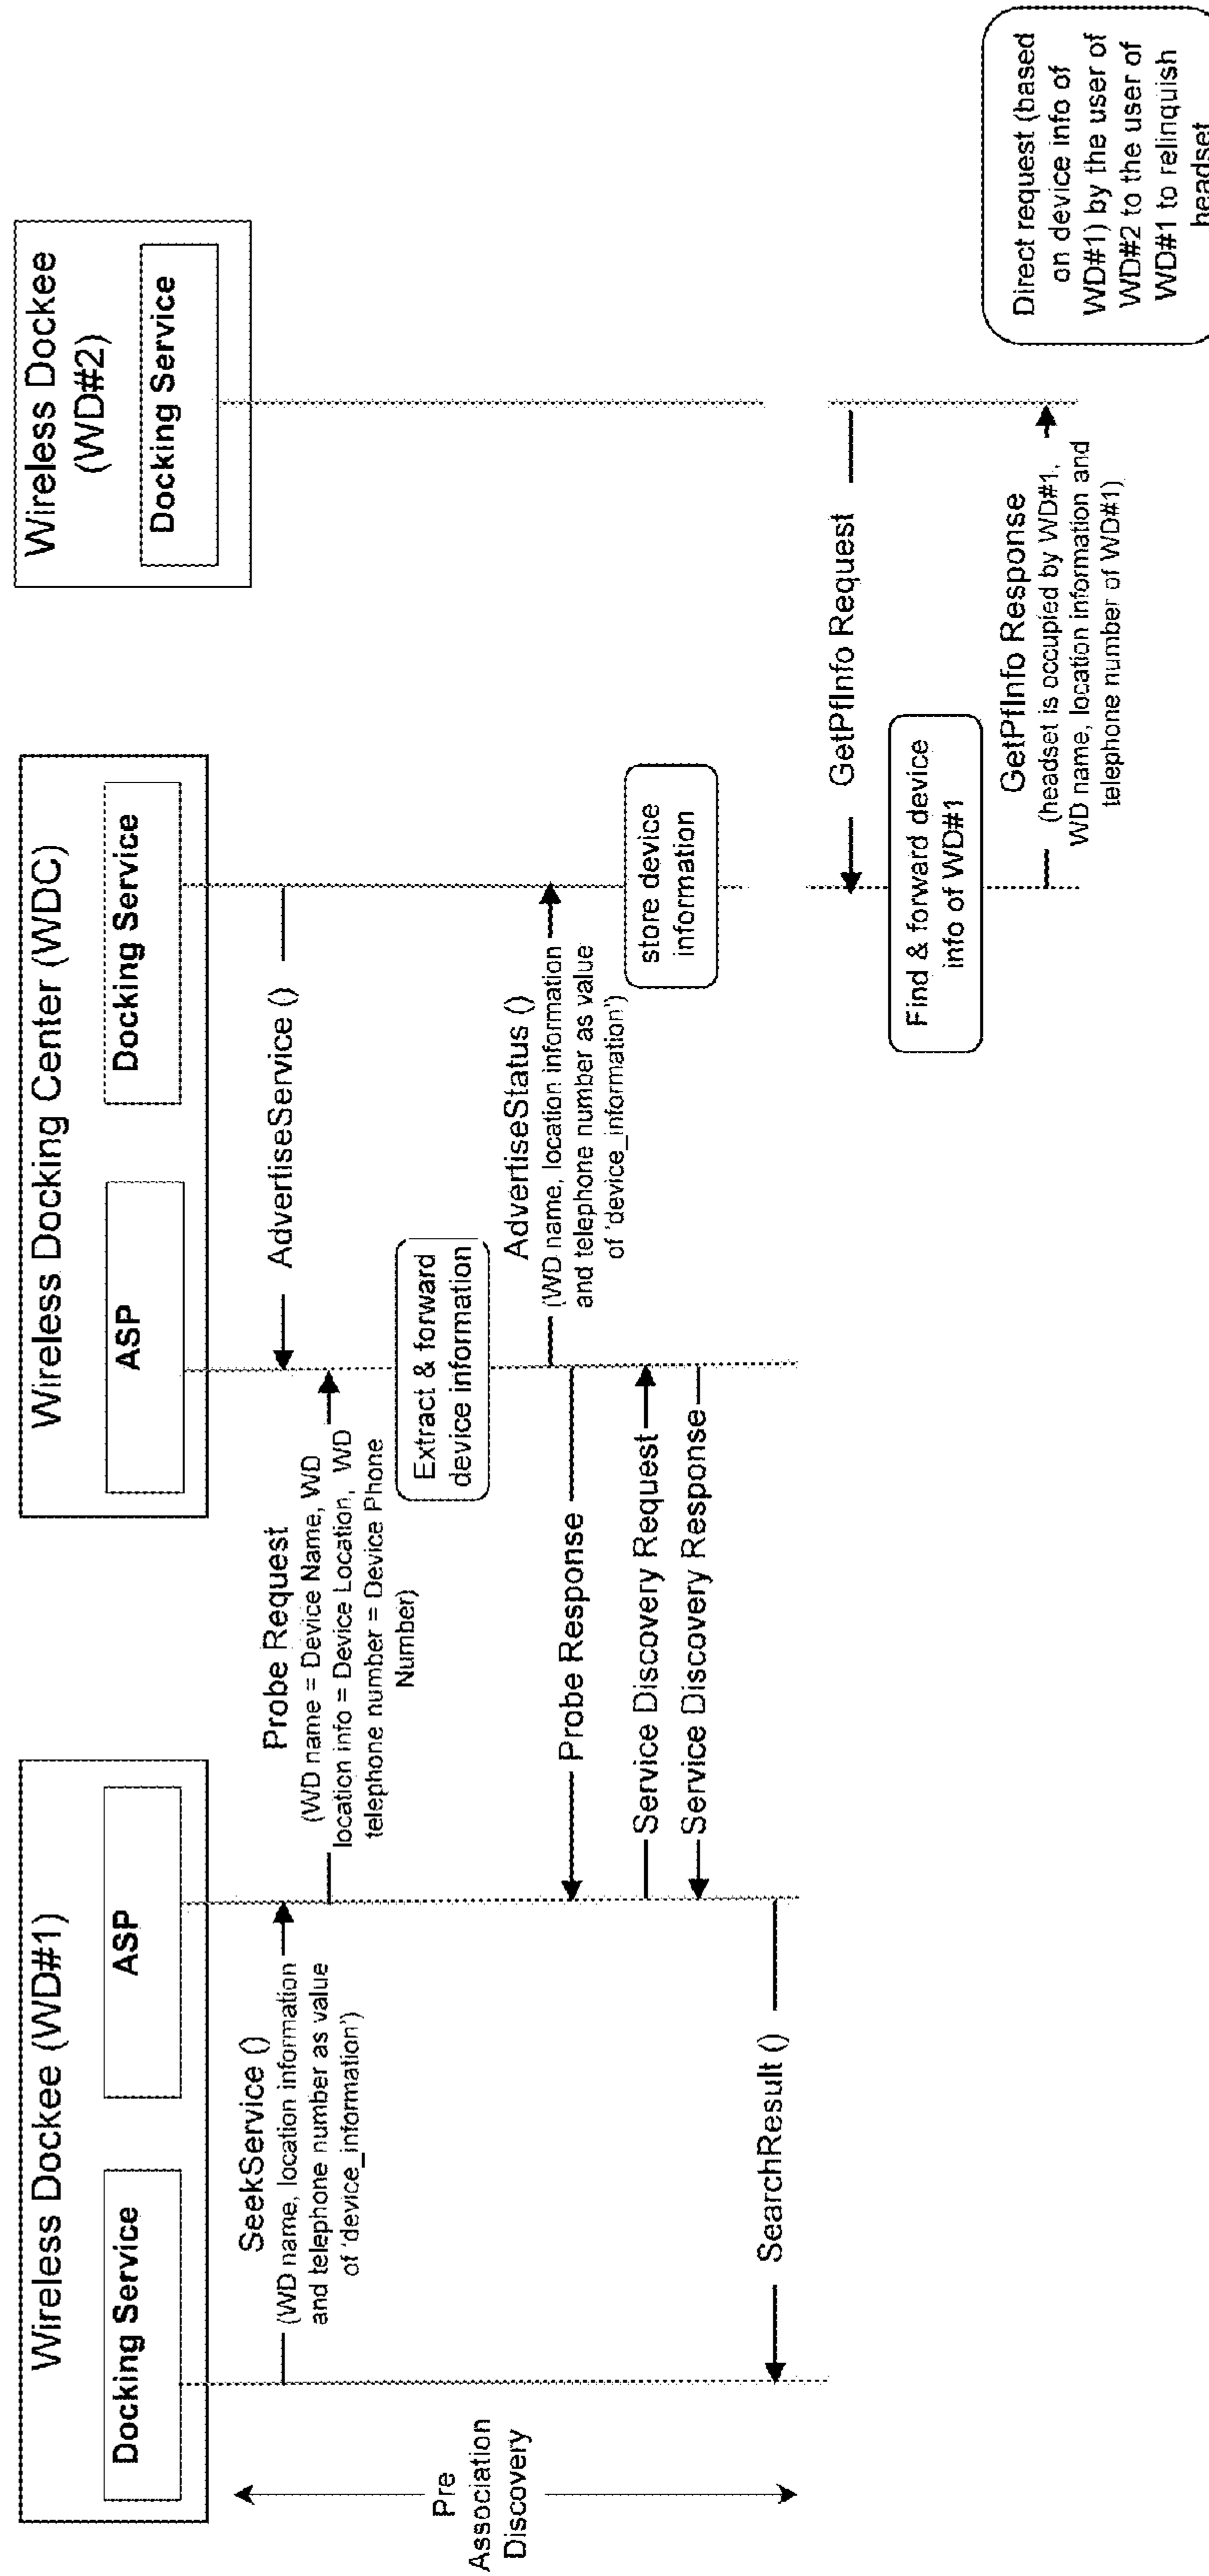 Wireless Dockee (WD#1)
Docking Service
ASP
Wireless Docking Center (WDC)
ASP
Docking Service
Wireless Dockee
(WD#2)
Docking Service
Pre
Association
Discovery
SeekService ()
(WD name, location information
and telephone number as value
of 'device_information')
Probe Request
(WD name = Device Name, WD
location info = Device Location, WD
telephone number = Device Phone
Number)
AdvertiseService ()
Extract & forward
device information
AdvertiseStatus ()
(WD name, location information
and telephone number as value
of 'device_information')
Probe Response
store device
information
Service Discovery Request
Service Discovery Response
SearchResult ()
GetPfInfo Request
Find & forward device
info of WD#1
GetPfInfo Response
(headset is occupied by WD#1,
WD name, location information and
telephone number of WD#1)
Direct request (based
on device info of
WD#1) by the user of
WD#2 to the user of
WD#1 to relinquish
headset